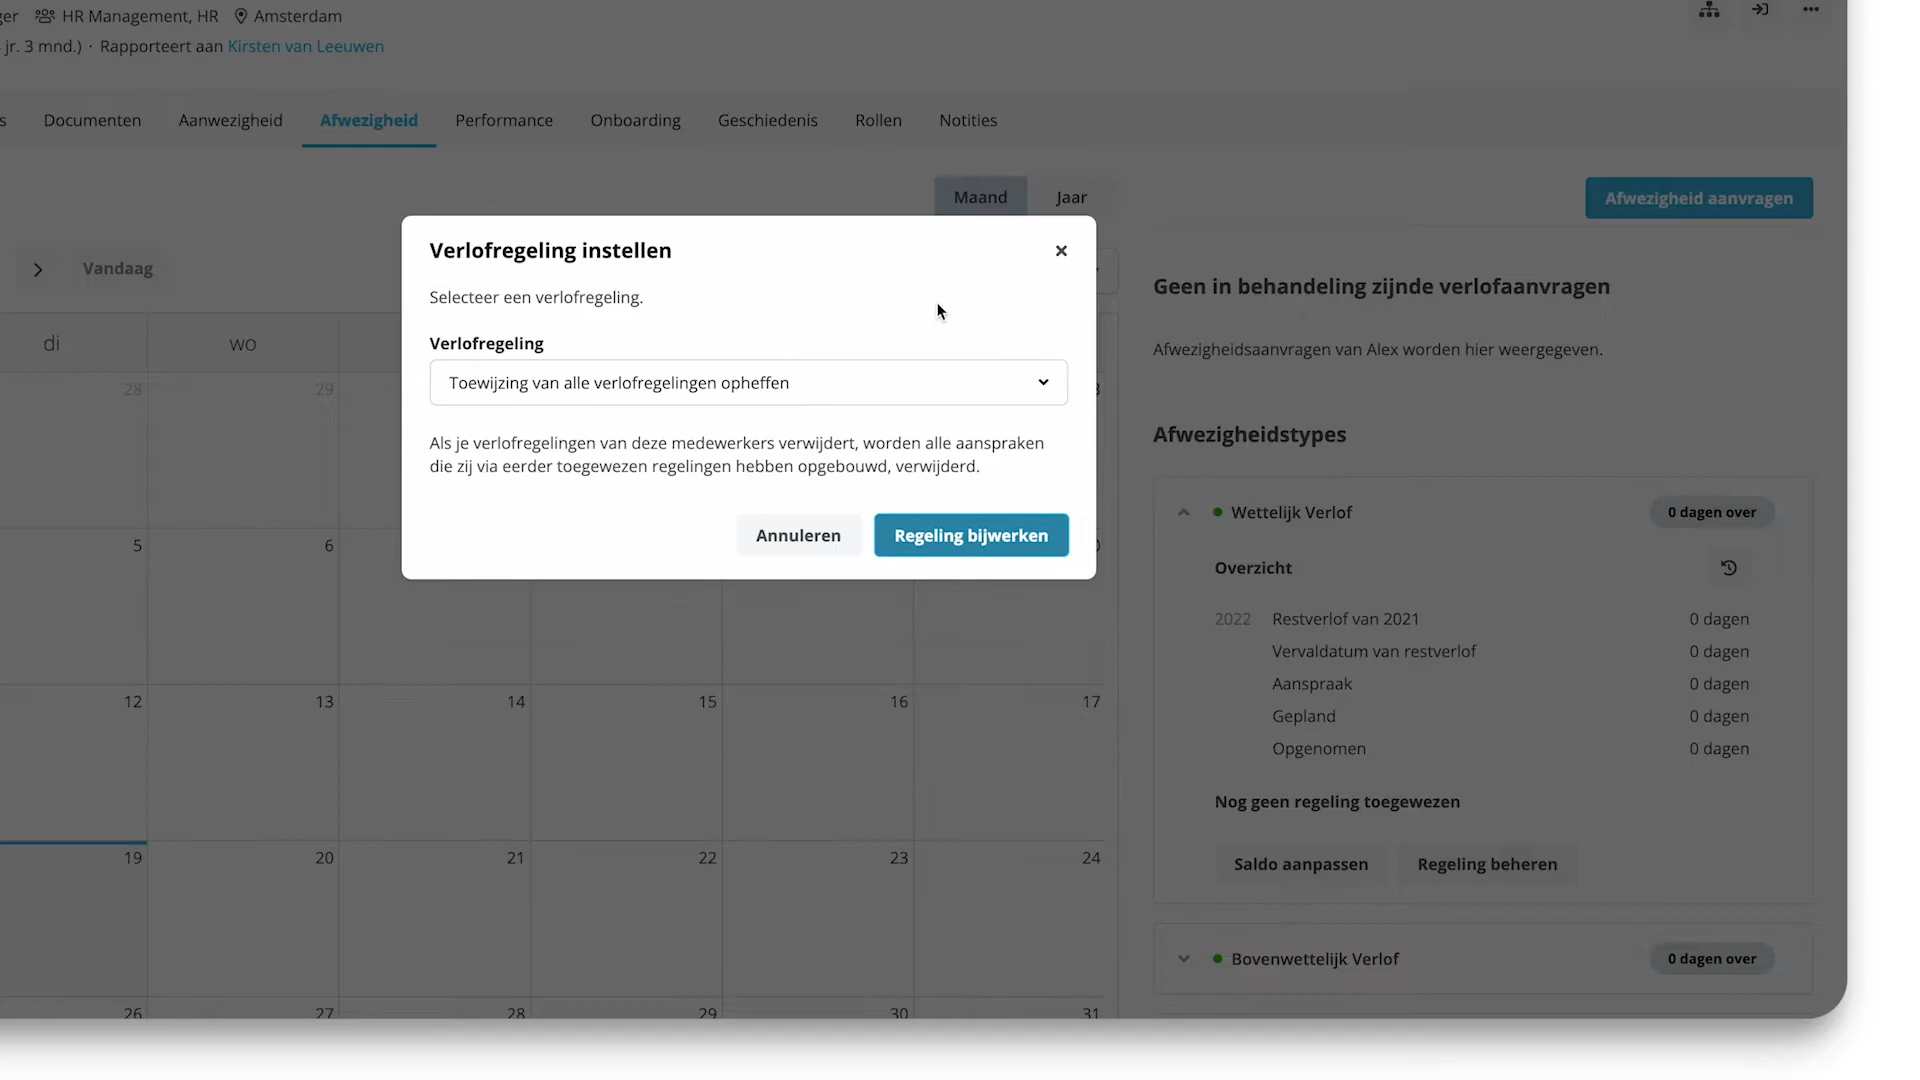 HR Management, HR Amsterdam
jr. 3 mnd.) · Rapporteert aan Kirsten van Leeuwen
Documenten Aanwezigheid Afwezigheid Performance Onboarding Geschiedenis Rollen Notities
Maand Jaar
Afwezigheid aanvragen
Vandaag
di wo
28 29
5 6
12 13 14 15 16 17
19 20 21 22 23 24
26 27 28 29 30 31
Verlofregeling instellen
Selecteer een verlofregeling.
Verlofregeling
Toewijzing van alle verlofregelingen opheffen
Als je verlofregelingen van deze medewerkers verwijdert, worden alle aanspraken
die zij via eerder toegewezen regelingen hebben opgebouwd, verwijderd.
Annuleren Regeling bijwerken
Geen in behandeling zijnde verlofaanvragen
Afwezigheidsaanvragen van Alex worden hier weergegeven.
Afwezigheidstypes
Wettelijk Verlof 0 dagen over
Overzicht
2022 Restverlof van 2021 0 dagen
Vervaldatum van restverlof 0 dagen
Aanspraak 0 dagen
Gepland 0 dagen
Opgenomen 0 dagen
Nog geen regeling toegewezen
Saldo aanpassen Regeling beheren
Bovenwettelijk Verlof 0 dagen over